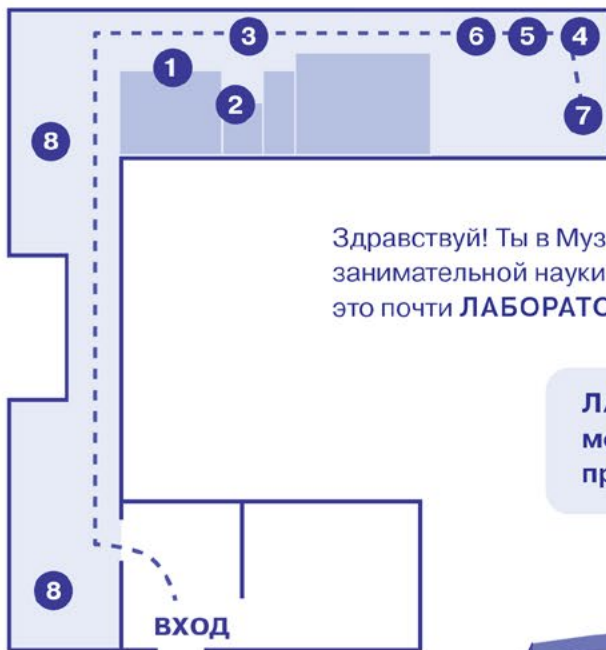 3 6 5 4
1
2 7
8
Здравствуй! Ты в Муз
занимательной науки
это почти ЛАБОРАТО
ЛА
мо
пр
8
ВХОД